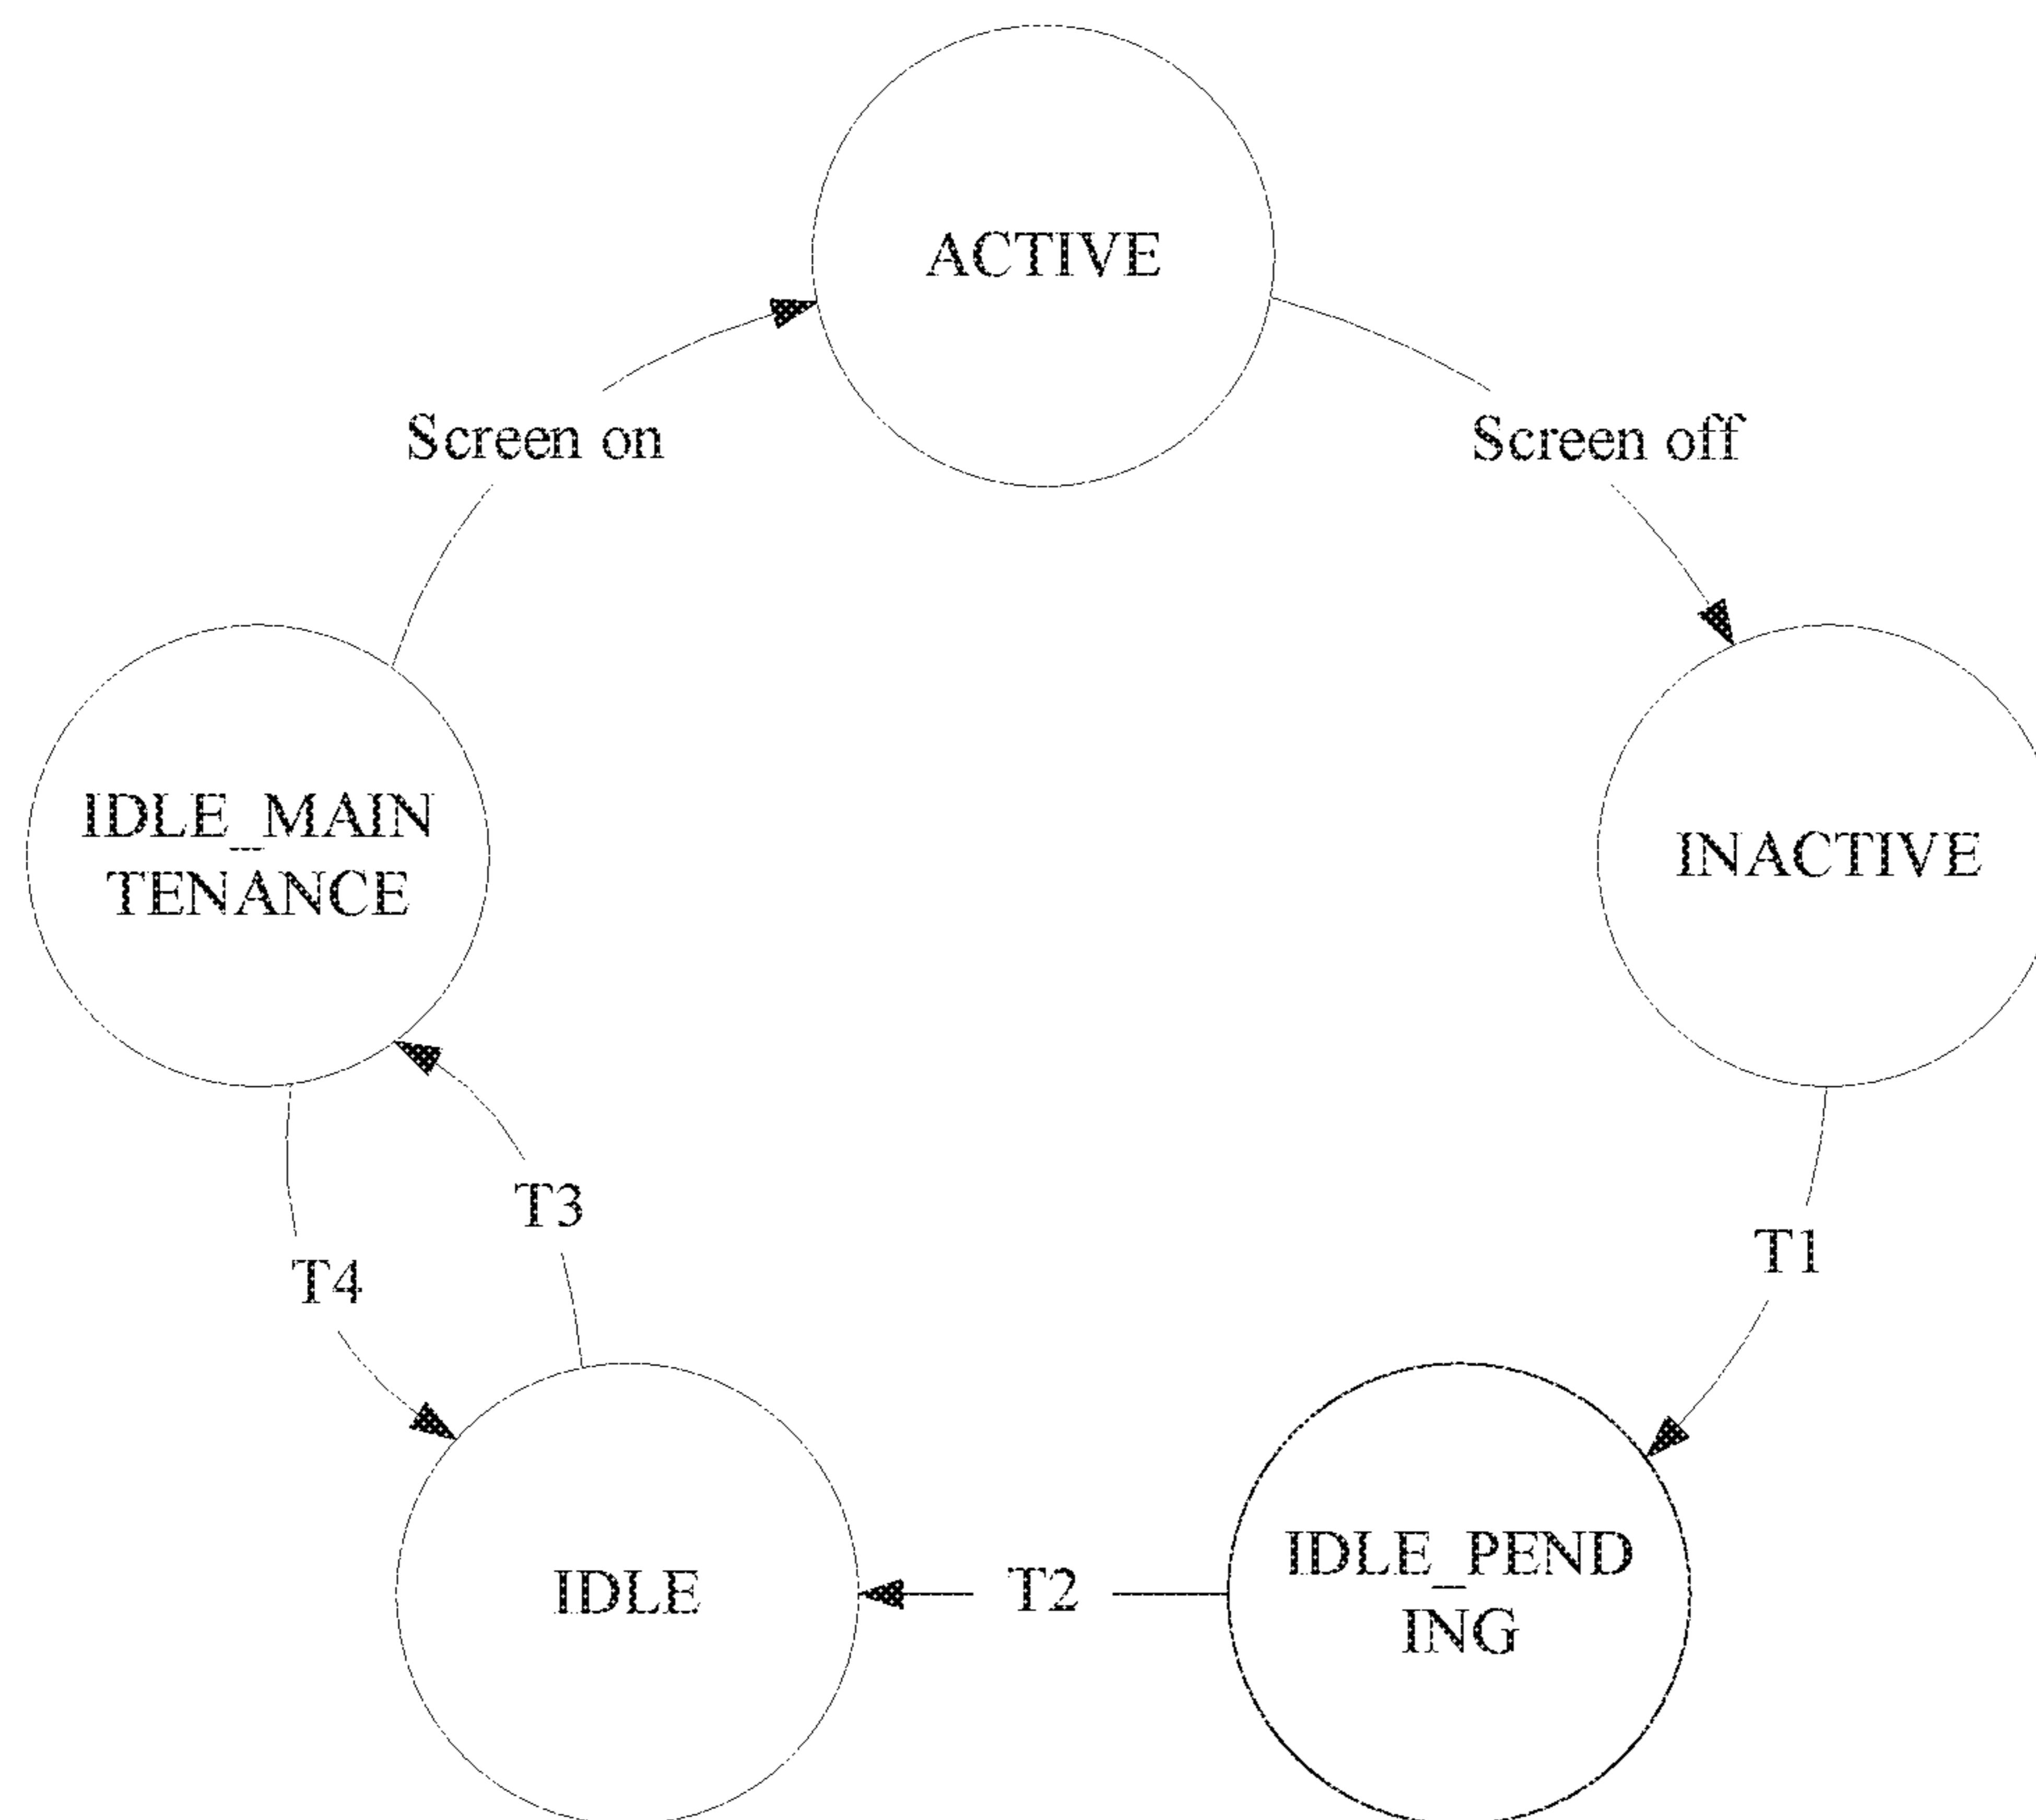 ACTIVE
Screen on
Screen off
IDLE_MAIN
TENANCE
INACTIVE
T3
T1
T4
IDLE
T2
IDLE_PEND
ING